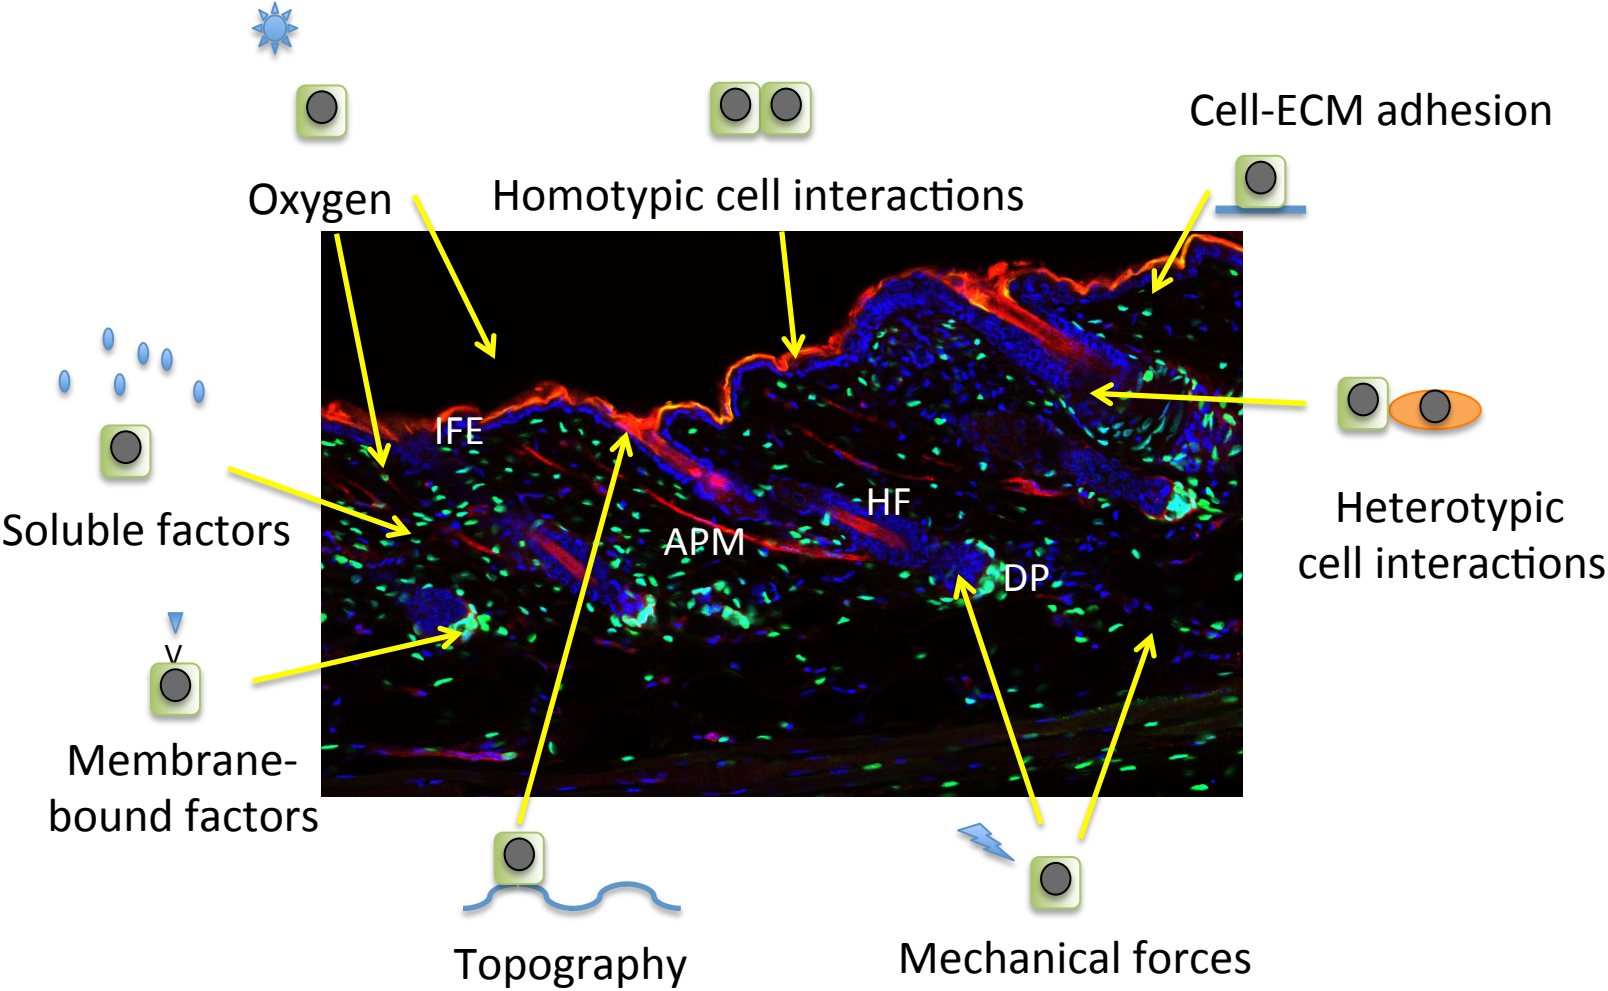 Cell-ECM adhesion
Oxygen
Homotypic cell interactions
IFE
HF
APM
DP
Soluble factors
Heterotypic
cell interactions
Membrane-
bound factors
Topography
Mechanical forces